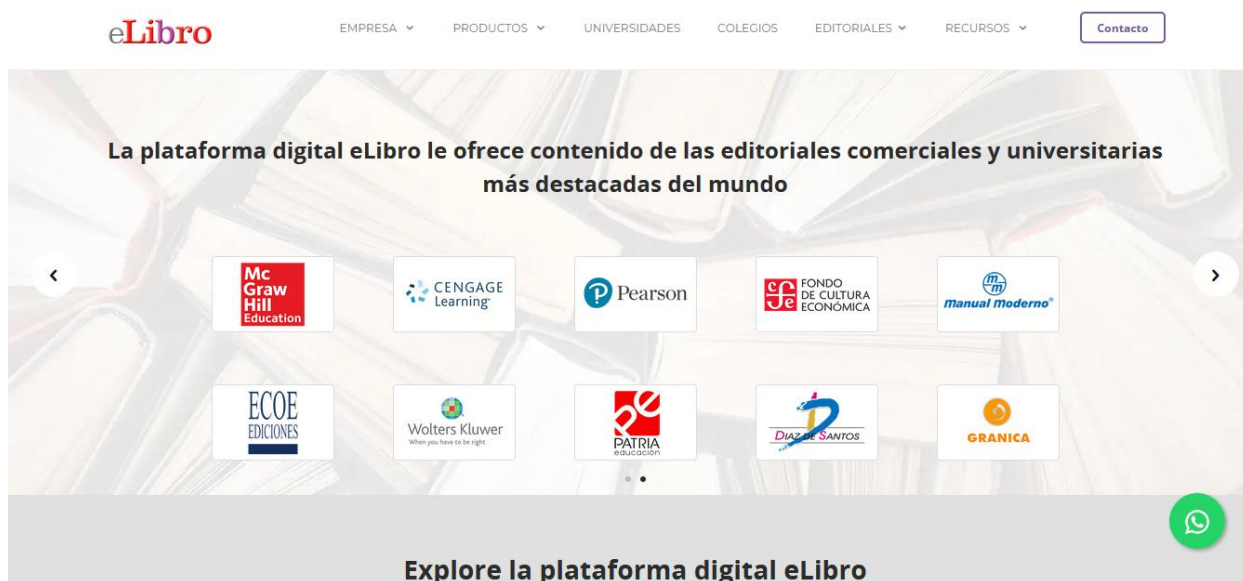 eLibro
EMPRESA PRODUCTOS UNIVERSIDADES COLEGIOS EDITORIALES RECURSOS Contacto
La plataforma digital eLibro le ofrece contenido de las editoriales comerciales y universitarias
más destacadas del mundo
Mc
Graw
Hill
Education
CENGAGE
Learning
P Pearson
cfe
FONDO
DE CULTURA
ECONÓMICA
mm
manual moderno®
ECOE
EDICIONES
Wolters Kluwer
When you have to be right
PATRIA
educación
DIAZ DE SANTOS
GRANICA
Explore la plataforma digital eLibro